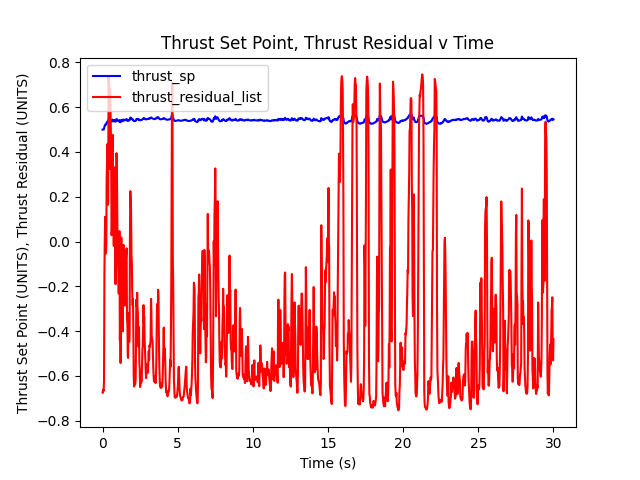 Thrust Set Point, Thrust Residual v Time
thrust_sp
thrust_residual_list
Thrust Set Point (UNITS), Thrust Residual (UNITS)
0.8
0.6
0.4
0.2
0.0
−0.2
−0.4
−0.6
−0.8
0 5 10 15 20 25 30
Time (s)